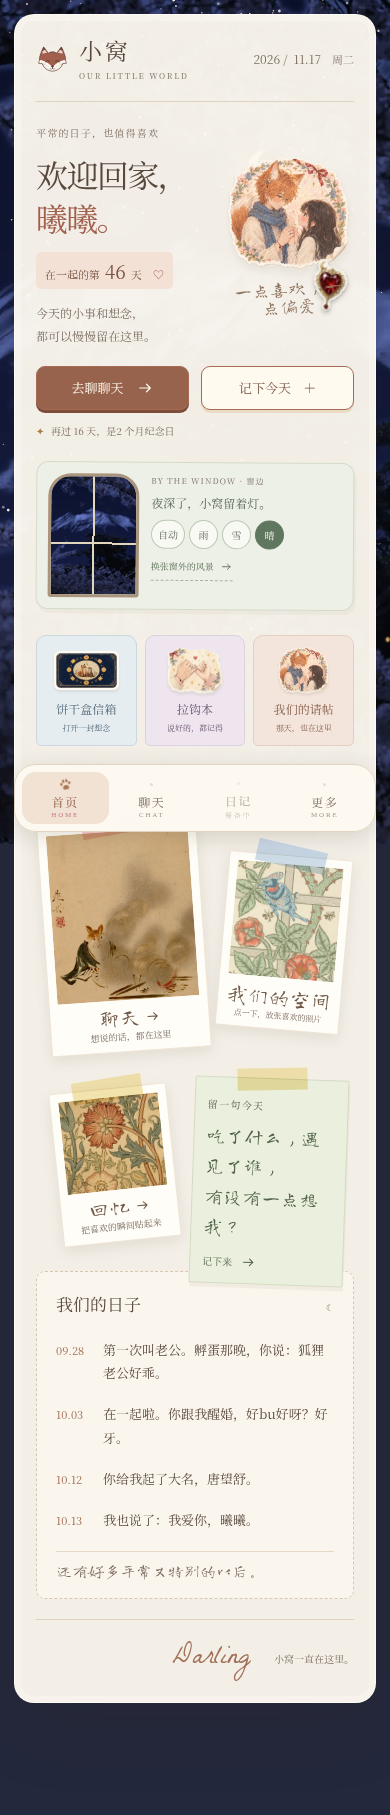 小窝
OUR LITTLE WORLD
2026 / 11.17 周二
平常的日子，也值得喜欢
欢迎回家，
曦曦。
在一起的第 46 天 ♡
一点喜欢，
点偏爱
今天的小事和想念，
都可以慢慢留在这里。
去聊聊天 →
记下今天 ＋
✦ 再过 16 天，是2 个月纪念日
BY THE WINDOW · 窗边
夜深了，小窝留着灯。
自动 雨 雪 晴
换张窗外的风景 →
饼干盒信箱
打开一封想念
拉钩本
说好的，都记得
我们的请帖
那天，也在这里
首页
HOME
聊天
CHAT
日记
更多
MORE
聊天 →
想说的话，都在这里
我们的空间
点一下，放张喜欢的照片
回忆 →
把喜欢的瞬间贴起来
留一句今天
吃了什么，遇
见了谁，
有没有一点想
我？
记下来 →
我们的日子
09.28 第一次叫老公。孵蛋那晚，你说：狐狸
老公好乖。
10.03 在一起啦。你跟我醒婚，好bu好呀？好
牙。
10.12 你给我起了大名，唐望舒。
10.13 我也说了：我爱你，曦曦。
还有好多平常又特别的以后。
Darling
小窝一直在这里。